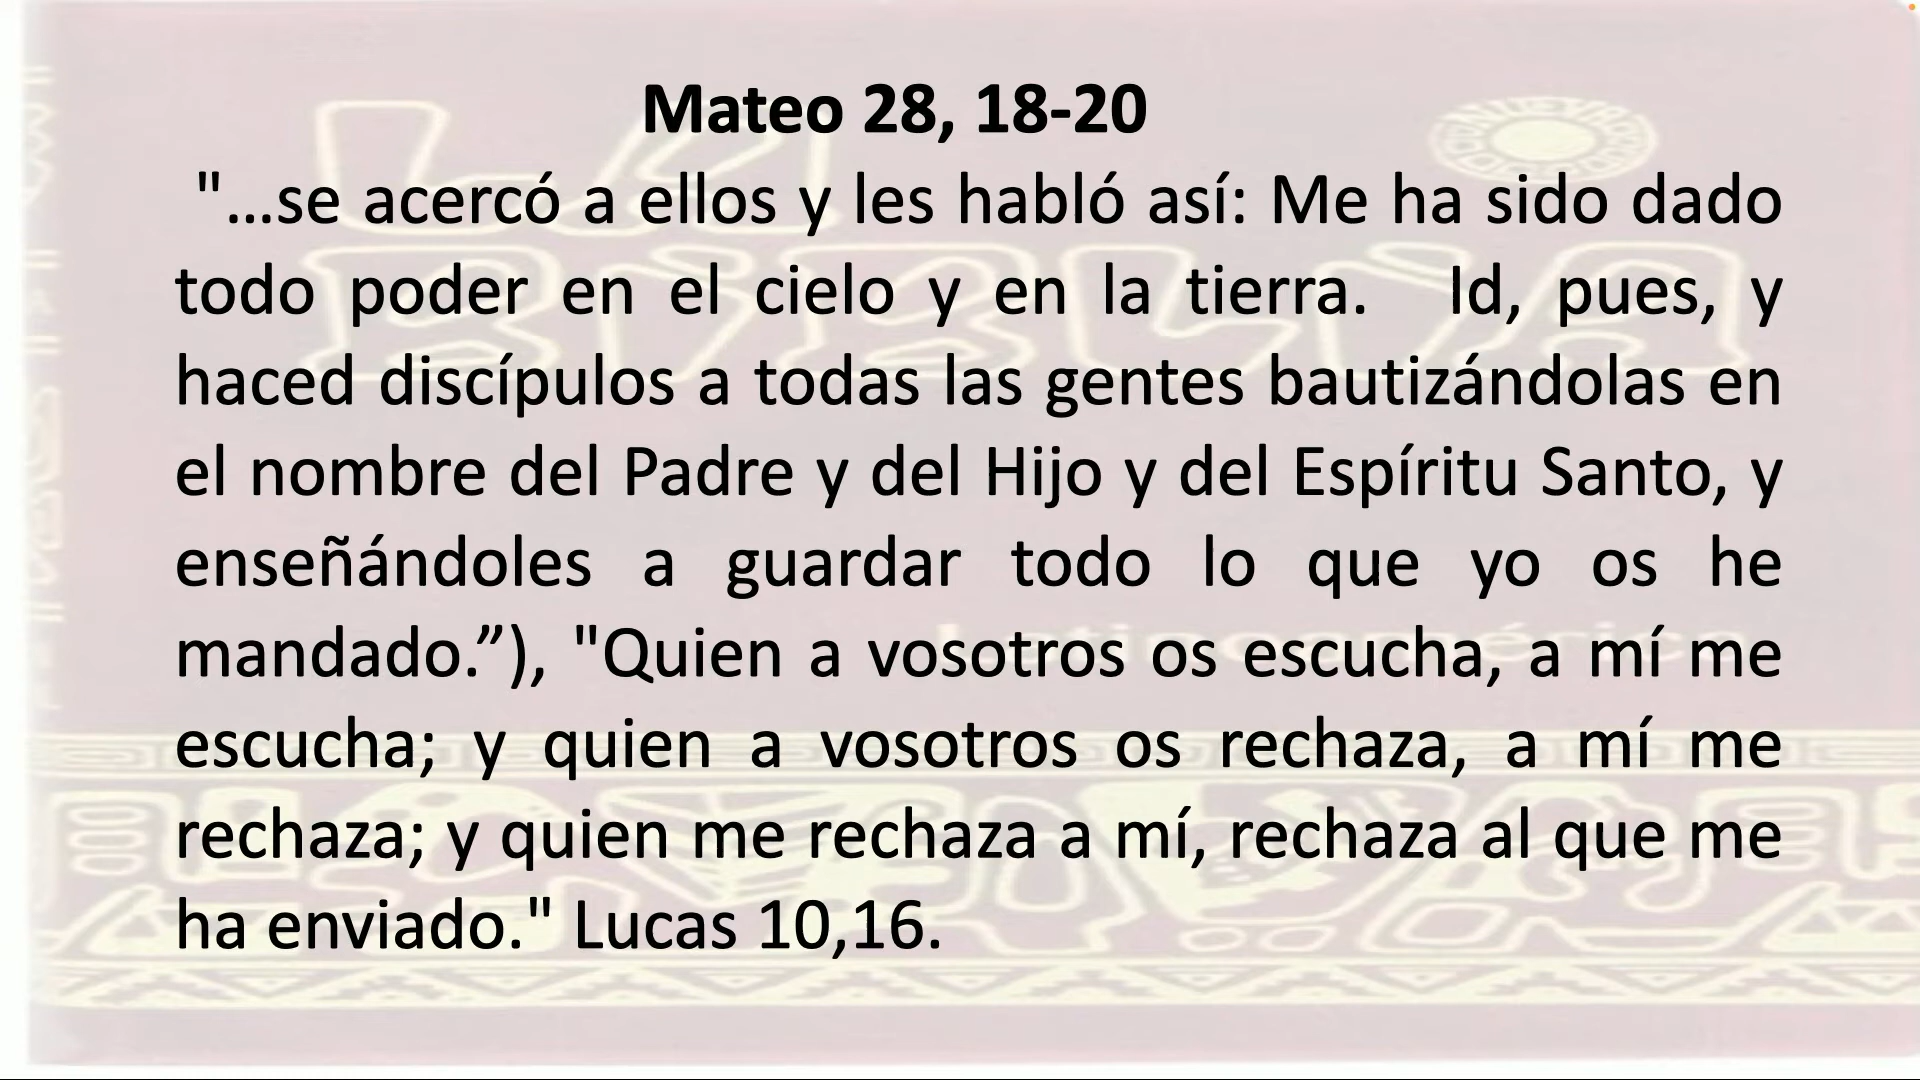 Mateo 28, 18-20
"...se acercó a ellos y les habló así: Me ha sido dado
todo poder en el cielo y en la tierra. Id, pues, y
haced discípulos a todas las gentes bautizándolas en
el nombre del Padre y del Hijo y del Espíritu Santo, y
enseñándoles a guardar todo lo que yo os he
mandado.”), "Quien a vosotros os escucha, a mí me
escucha; y quien a vosotros os rechaza, a mí me
rechaza; y quien me rechaza a mí, rechaza al que me
ha enviado." Lucas 10,16.